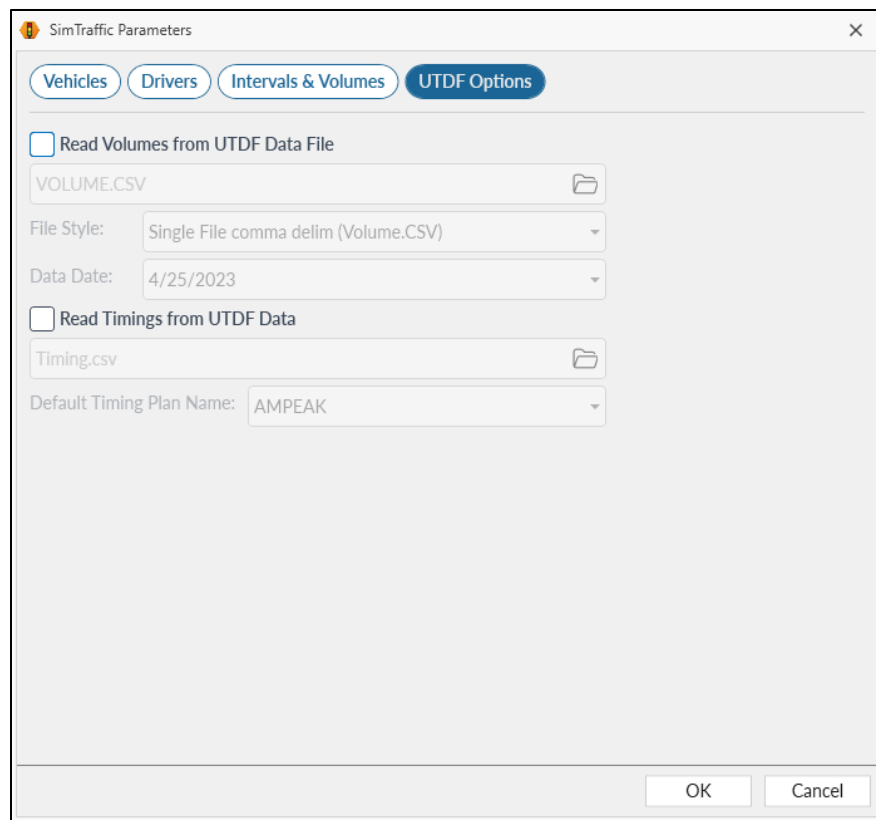 SimTraffic Parameters
Vehicles Drivers Intervals & Volumes UTDF Options
Read Volumes from UTDF Data File
VOLUME.CSV
File Style: Single File comma delim (Volume.CSV)
Data Date: 4/25/2023
Read Timings from UTDF Data
Timing.csv
Default Timing Plan Name: AMPEAK
OK Cancel